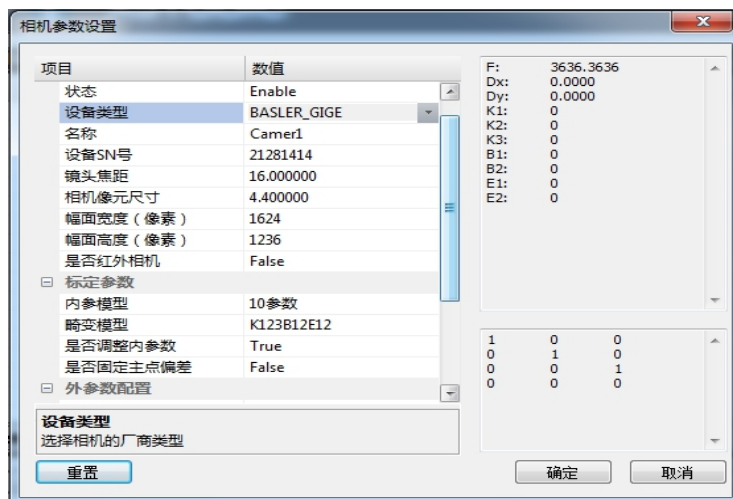 相机参数设置
项目 数值
状态 Enable
设备类型 BASLER_GIGE
名称 Camer1
设备SN号 21281414
镜头焦距 16.000000
相机像元尺寸 4.400000
幅面宽度（像素） 1624
幅面高度（像素） 1236
是否红外相机 False
标定参数
内参模型 10参数
畸变模型 K123B12E12
是否调整内参数 True
是否固定主点偏差 False
外参数配置
设备类型
选择相机的厂商类型
重置
F: 3636.3636
Dx: 0.0000
Dy: 0.0000
K1: 0
K2: 0
K3: 0
B1: 0
B2: 0
E1: 0
E2: 0
1 0 0
0 1 0
0 0 1
0 0 0
确定 取消